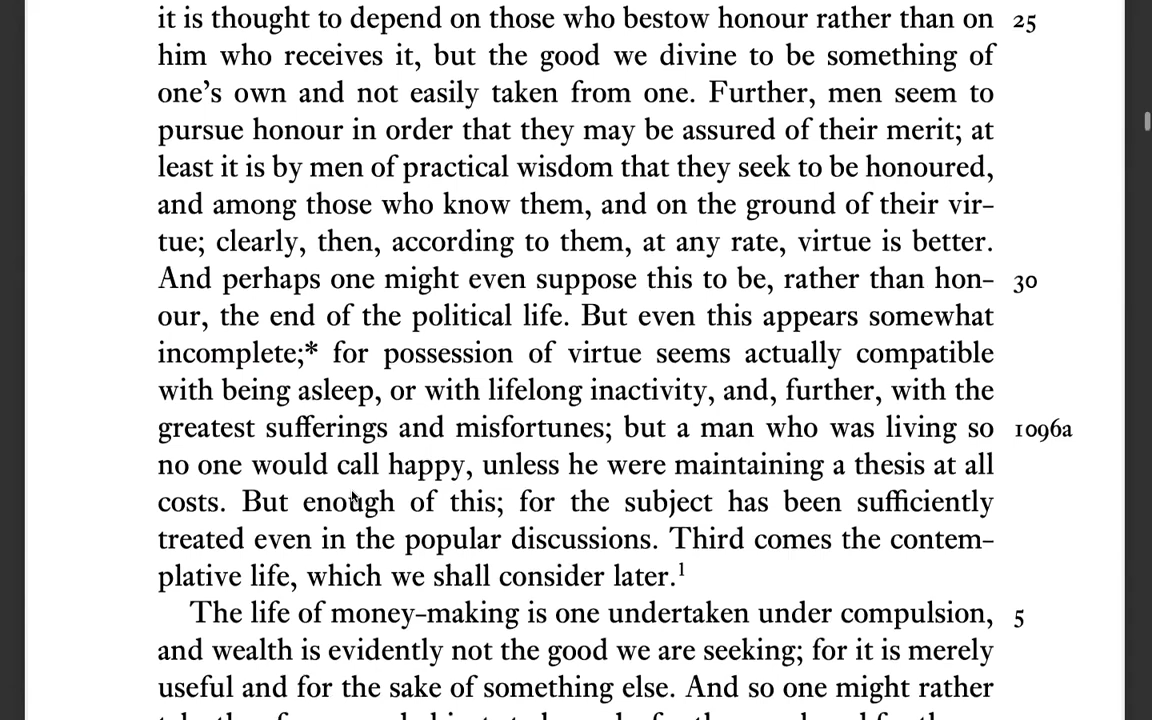 it is thought to depend on those who bestow honour rather than on 25
him who receives it, but the good we divine to be something of
one's own and not easily taken from one. Further, men seem to
pursue honour in order that they may be assured of their merit; at
least it is by men of practical wisdom that they seek to be honoured,
and among those who know them, and on the ground of their vir-
tue; clearly, then, according to them, at any rate, virtue is better.
And perhaps one might even suppose this to be, rather than hon- 30
our, the end of the political life. But even this appears somewhat
incomplete;* for possession of virtue seems actually compatible
with being asleep, or with lifelong inactivity, and, further, with the
greatest sufferings and misfortunes; but a man who was living so 1096a
no one would call happy, unless he were maintaining a thesis at all
costs. But enough of this; for the subject has been sufficiently
treated even in the popular discussions. Third comes the contem-
plative life, which we shall consider later.¹
The life of money-making is one undertaken under compulsion, 5
and wealth is evidently not the good we are seeking; for it is merely
useful and for the sake of something else. And so one might rather